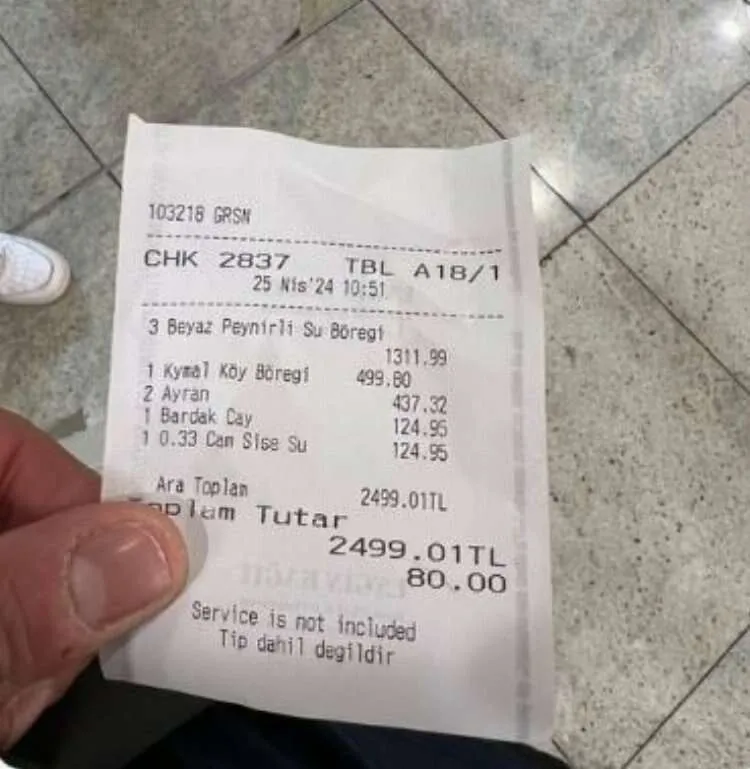 103218 GRSN
CHK 2837 TBL A18/1
25 Nis'24 10:51
3 Beyaz Peynirli Su Böregi
1311.99
1 Kymal Köy Böregi 499.80
2 Ayran 437.32
1 Bardak Cay 124.95
1 0.33 Cam Sise Su 124.95
Ara Toplam 2499.01TL
Toplam Tutar
2499.01TL
80.00
Service is not included
Tip dahil degildir